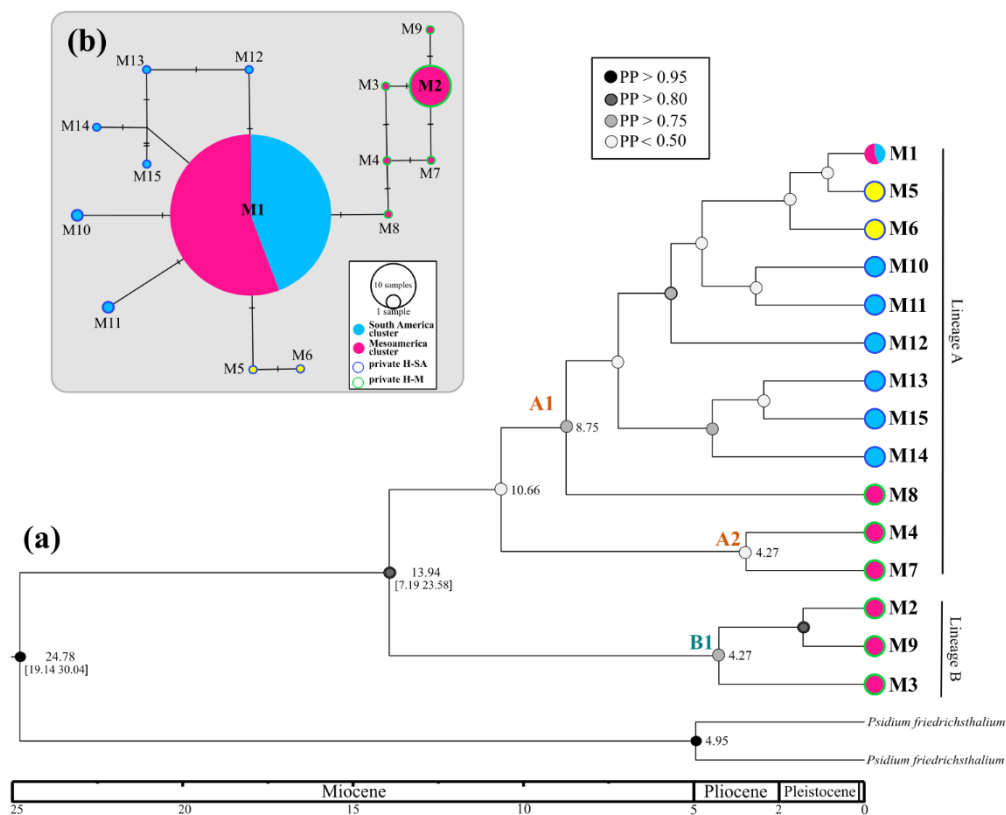 (b)
M9
M13
M12
M3
M2
M14
M4
M7
M15
M1
M10
M8
M11
M5
M6
10 samples
1 sample
South America
cluster
Mesoamerica
cluster
private H-SA
private H-M
PP > 0.95
PP > 0.80
PP > 0.75
PP < 0.50
(a)
M1
M5
M6
M10
M11
M12
M13
M15
M14
M8
M4
M7
M2
M9
M3
Lineage A
Lineage B
A1
8.75
10.66
A2
4.27
13.94
[7.19 23.58]
B1
4.27
24.78
[19.14 30.04]
4.95
Psidium friedrichsthalium
Psidium friedrichsthalium
Miocene
Pliocene
Pleistocene
25
20
15
10
5
2
0